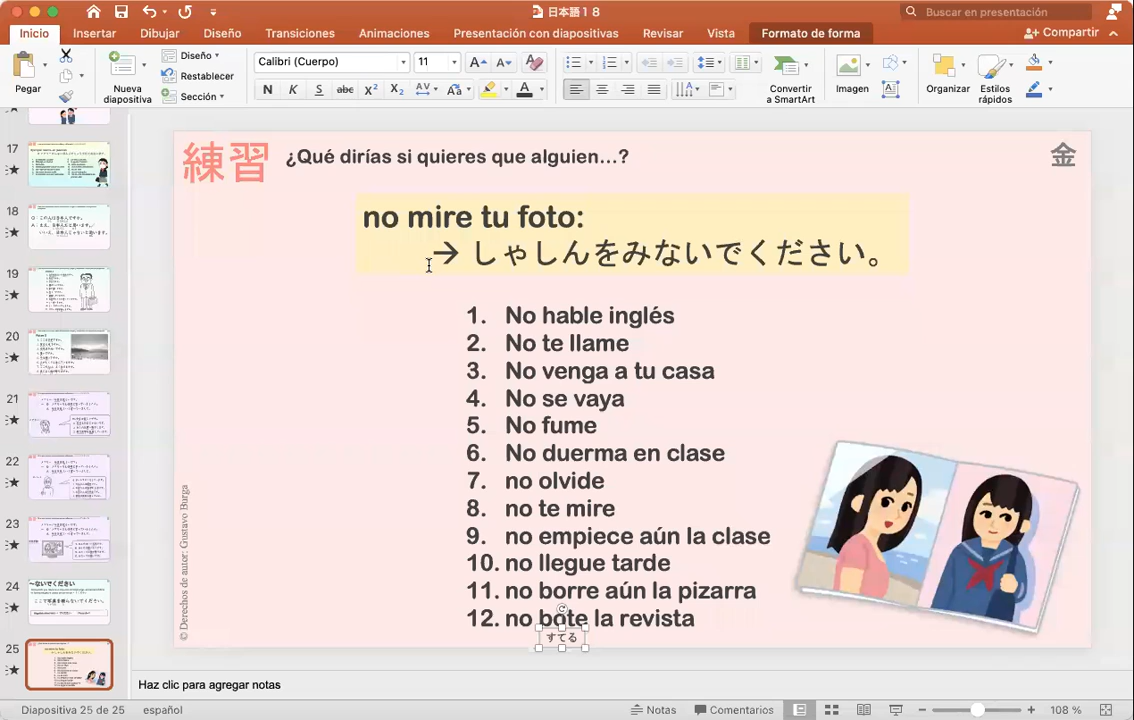 日本語１８
Buscar en presentación
Inicio
Insertar
Dibujar
Diseño
Transiciones
Animaciones
Presentación con diapositivas
Revisar
Vista
Formato de forma
Compartir
Pegar
Nueva
diapositiva
Diseño
Restablecer
Sección
Calibri (Cuerpo)
11
Convertir
a SmartArt
Imagen
Organizar
Estilos
rápidos
17
18
19
20
21
22
23
24
25
～ないでください
練習
¿Qué dirías si quieres que alguien...?
金
no mire tu foto:
→ しゃしんをみないでください。
1. No hable inglés
2. No te llame
3. No venga a tu casa
4. No se vaya
5. No fume
6. No duerma en clase
7. no olvide
8. no te mire
9. no empiece aún la clase
10. no llegue tarde
11. no borre aún la pizarra
12. no bote la revista
すてる
© Derechos de autor: Gustavo Burga
Haz clic para agregar notas
Diapositiva 25 de 25
español
Notas
Comentarios
108 %